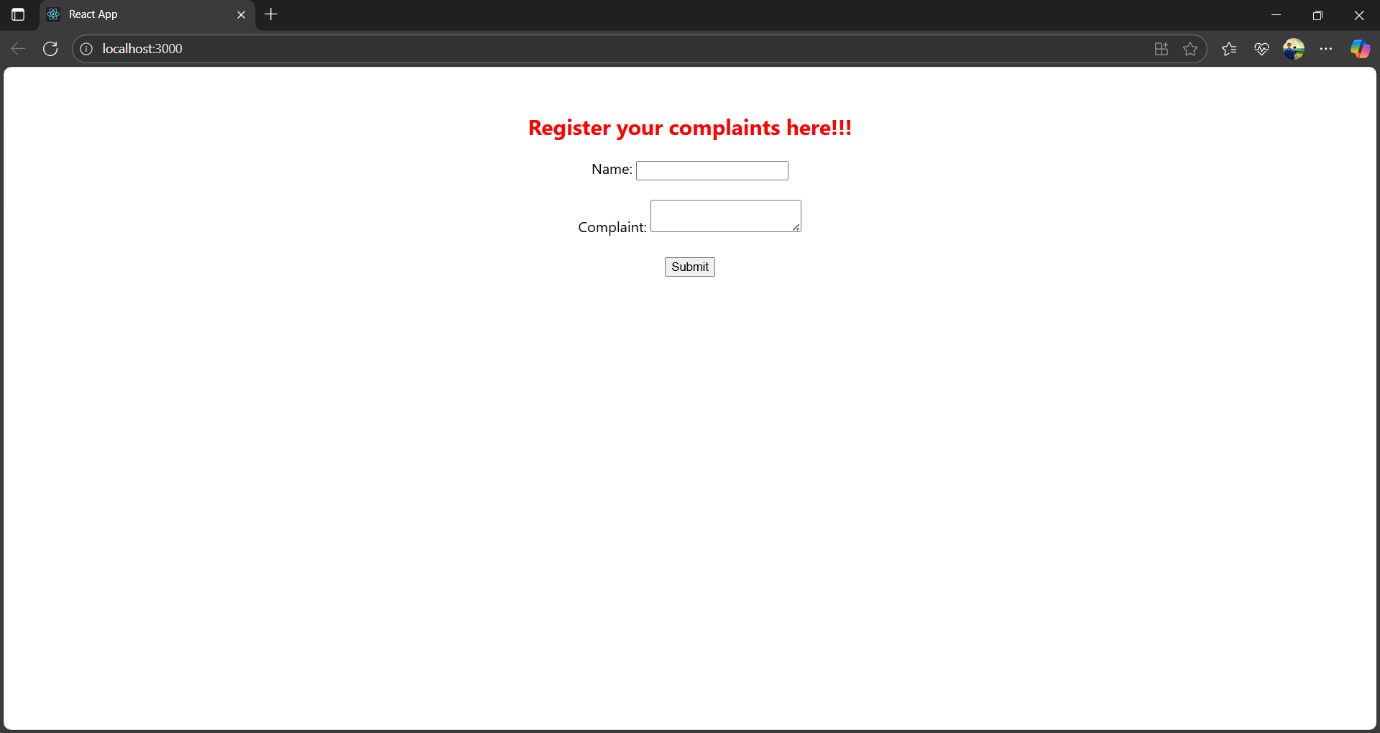 React App
localhost:3000
Register your complaints here!!!
Name:
Complaint:
Submit